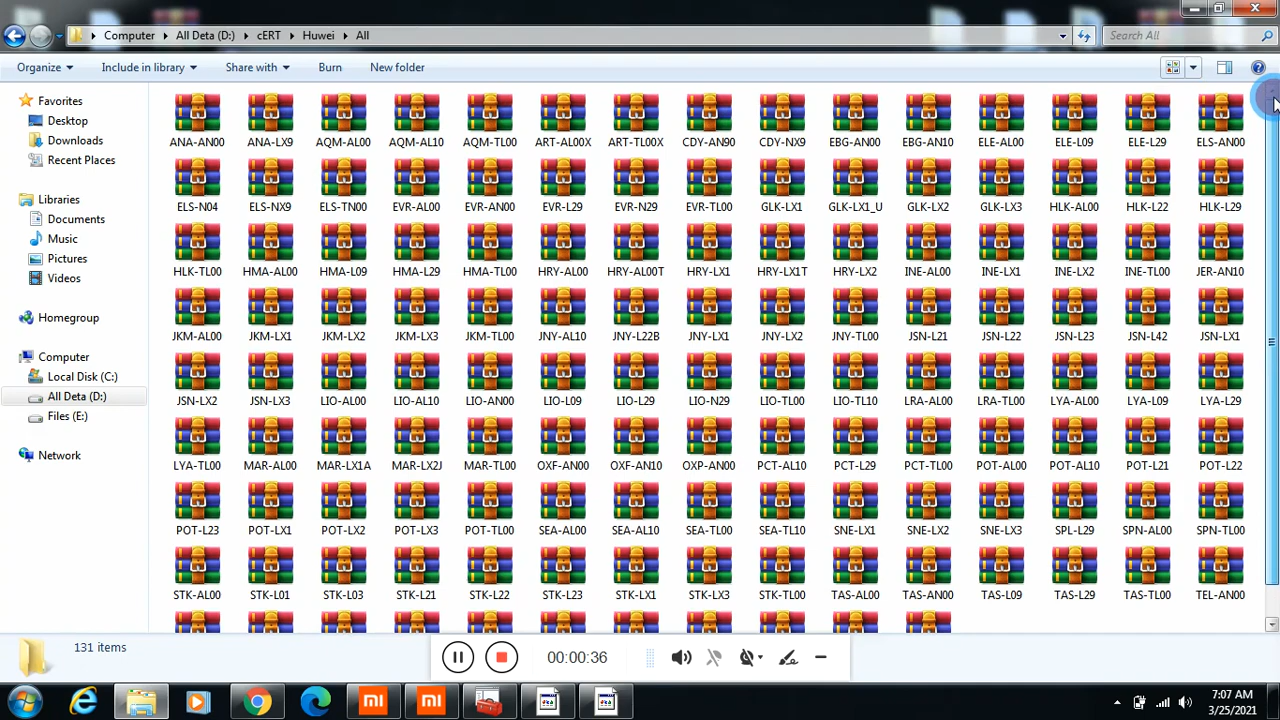 Computer All Deta (D:) cERT Huwei All
Search All
Organize Include in library Share with Burn New folder
Favorites
Desktop
Downloads
Recent Places
Libraries
Documents
Music
Pictures
Videos
Homegroup
Computer
Local Disk (C:)
All Deta (D:)
Files (E:)
Network
ANA-AN00 ANA-LX9 AQM-AL00 AQM-AL10 AQM-TL00 ART-AL00X ART-TL00X CDY-AN90 CDY-NX9 EBG-AN00 EBG-AN10 ELE-AL00 ELE-L09 ELE-L29 ELS-AN00
ELS-N04 ELS-NX9 ELS-TN00 EVR-AL00 EVR-AN00 EVR-L29 EVR-N29 EVR-TL00 GLK-LX1 GLK-LX1_U GLK-LX2 GLK-LX3 HLK-AL00 HLK-L22 HLK-L29
HLK-TL00 HMA-AL00 HMA-L09 HMA-L29 HMA-TL00 HRY-AL00 HRY-AL00T HRY-LX1 HRY-LX1T HRY-LX2 INE-AL00 INE-LX1 INE-LX2 INE-TL00 JER-AN10
JKM-AL00 JKM-LX1 JKM-LX2 JKM-LX3 JKM-TL00 JNY-AL10 JNY-L22B JNY-LX1 JNY-LX2 JNY-TL00 JSN-L21 JSN-L22 JSN-L23 JSN-L42 JSN-LX1
JSN-LX2 JSN-LX3 LIO-AL00 LIO-AL10 LIO-AN00 LIO-L09 LIO-L29 LIO-N29 LIO-TL00 LIO-TL10 LRA-AL00 LRA-TL00 LYA-AL00 LYA-L09 LYA-L29
LYA-TL00 MAR-AL00 MAR-LX1A MAR-LX2J MAR-TL00 OXF-AN00 OXF-AN10 OXP-AN00 PCT-AL10 PCT-L29 PCT-TL00 POT-AL00 POT-AL10 POT-L21 POT-L22
POT-L23 POT-LX1 POT-LX2 POT-LX3 POT-TL00 SEA-AL00 SEA-AL10 SEA-TL00 SEA-TL10 SNE-LX1 SNE-LX2 SNE-LX3 SPL-L29 SPN-AL00 SPN-TL00
STK-AL00 STK-L01 STK-L03 STK-L21 STK-L22 STK-L23 STK-LX1 STK-LX3 STK-TL00 TAS-AL00 TAS-AN00 TAS-L09 TAS-L29 TAS-TL00 TEL-AN00
131 items
00:00:36
mi mi
7:07 AM
3/25/2021